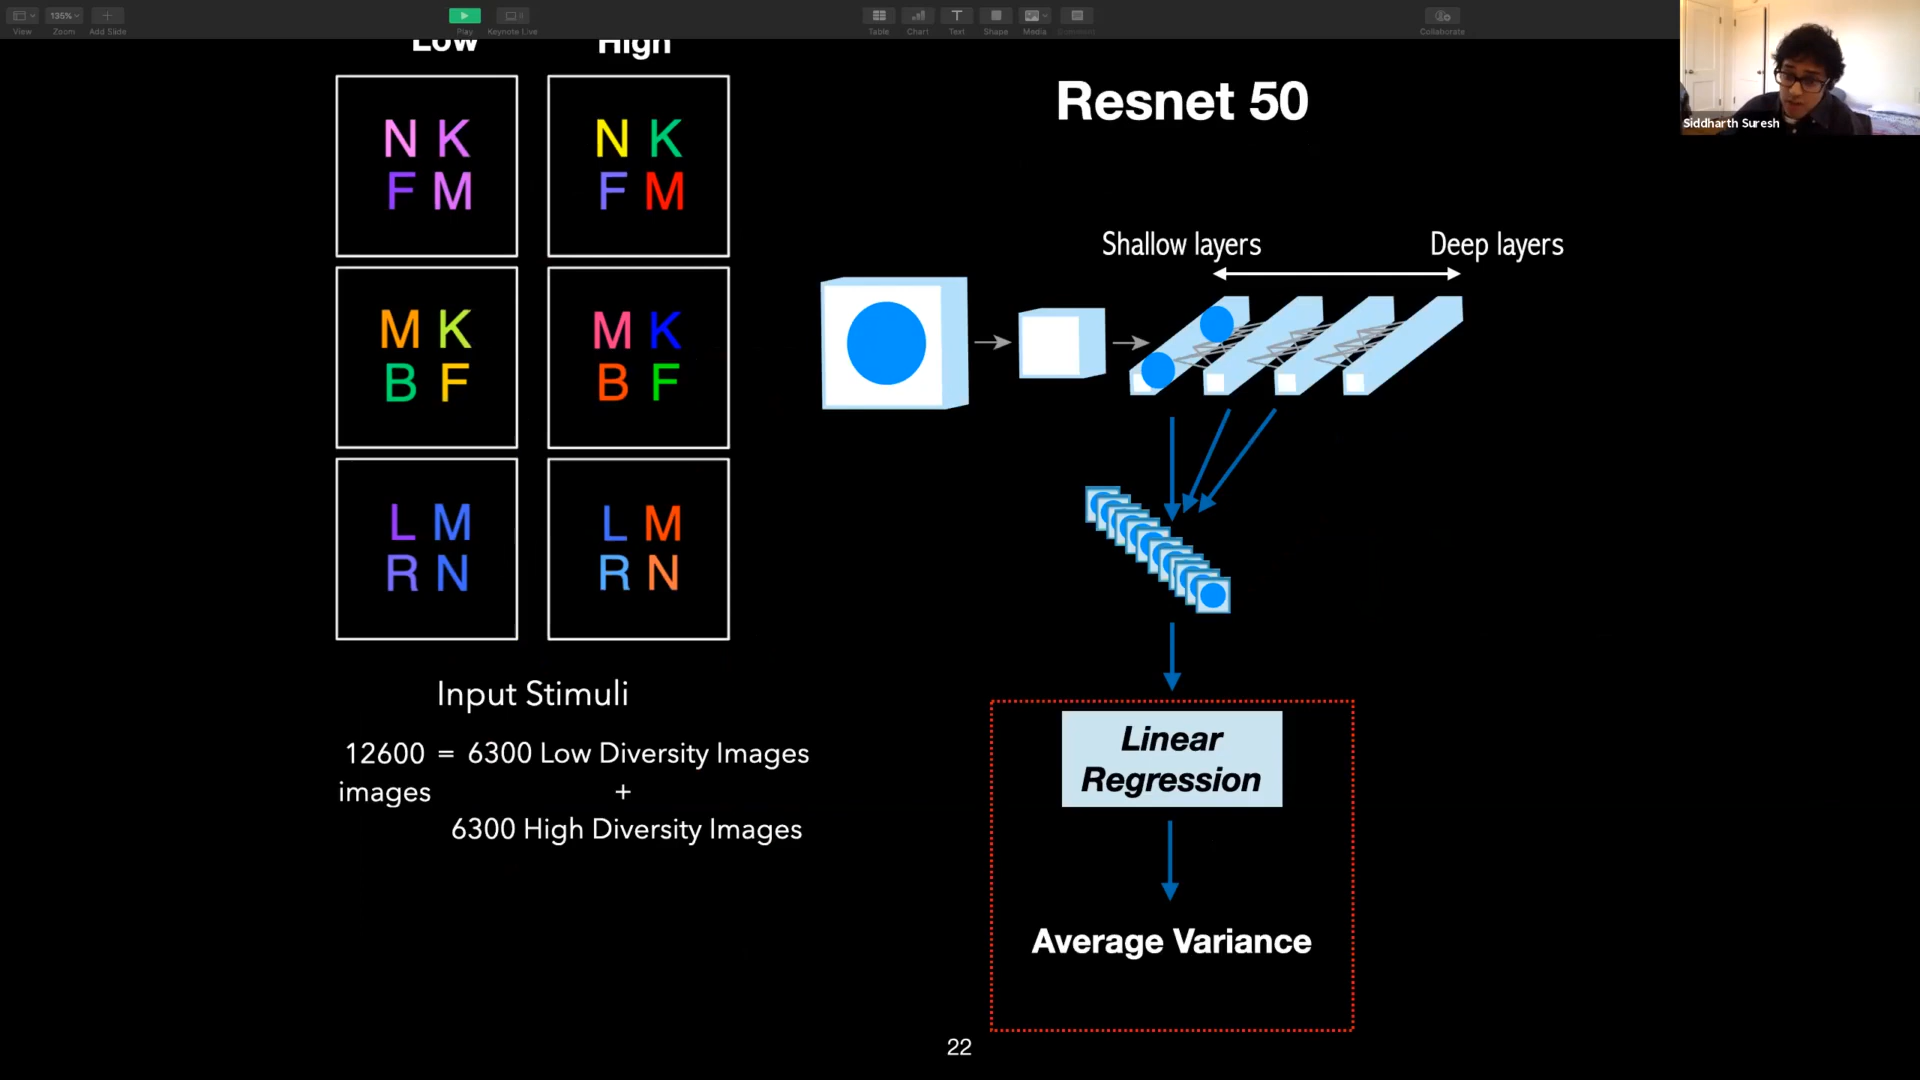 135%
View
Zoom
Add Slide
Play
Keynote Live
Table
Chart
Text
Shape
Media
Collaborate
Siddharth Suresh
Low
High
Resnet 50
N K
F M
N K
F M
M K
B F
M K
B F
L M
R N
L M
R N
Shallow layers
Deep layers
Input Stimuli
12600 = 6300 Low Diversity Images
images
+
6300 High Diversity Images
Linear
Regression
Average Variance
22